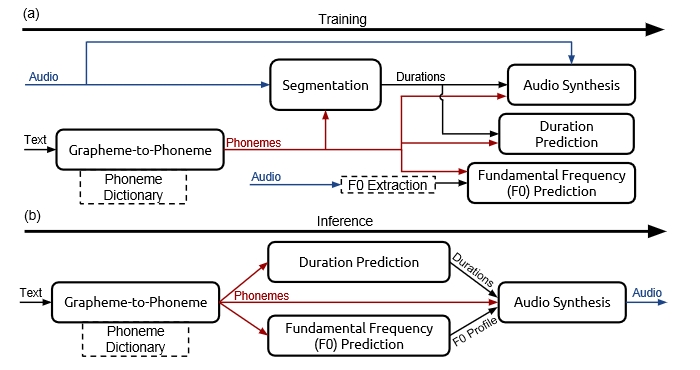 (a)
Training
Audio
Segmentation
Durations
Audio Synthesis
Text
Grapheme-to-Phoneme
Phonemes
Duration
Prediction
Phoneme
Dictionary
Audio
F0 Extraction
Fundamental Frequency
(F0) Prediction
(b)
Inference
Duration Prediction
Durations
Text
Grapheme-to-Phoneme
Phonemes
Audio Synthesis
Audio
Phoneme
Dictionary
Fundamental Frequency
(F0) Prediction
F0 Profile